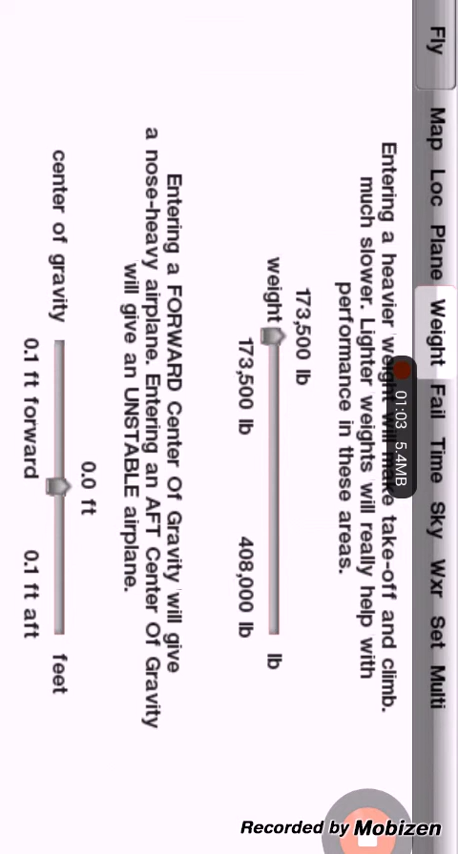 Fly Map Loc Plane Weight Fail Time Sky Wxr Set Multi
01:03 5.4MB
Entering a heavier weight will make take-off and climb.
much slower. Lighter weights will really help with
performance in these areas.
173,500 lb
weight lb
173,500 lb 408,000 lb
Entering a FORWARD Center Of Gravity will give
a nose-heavy airplane. Entering an AFT Center Of Gravity
will give an UNSTABLE airplane.
0.0 ft
center of gravity feet
0.1 ft forward 0.1 ft aft
Recorded by Mobizen